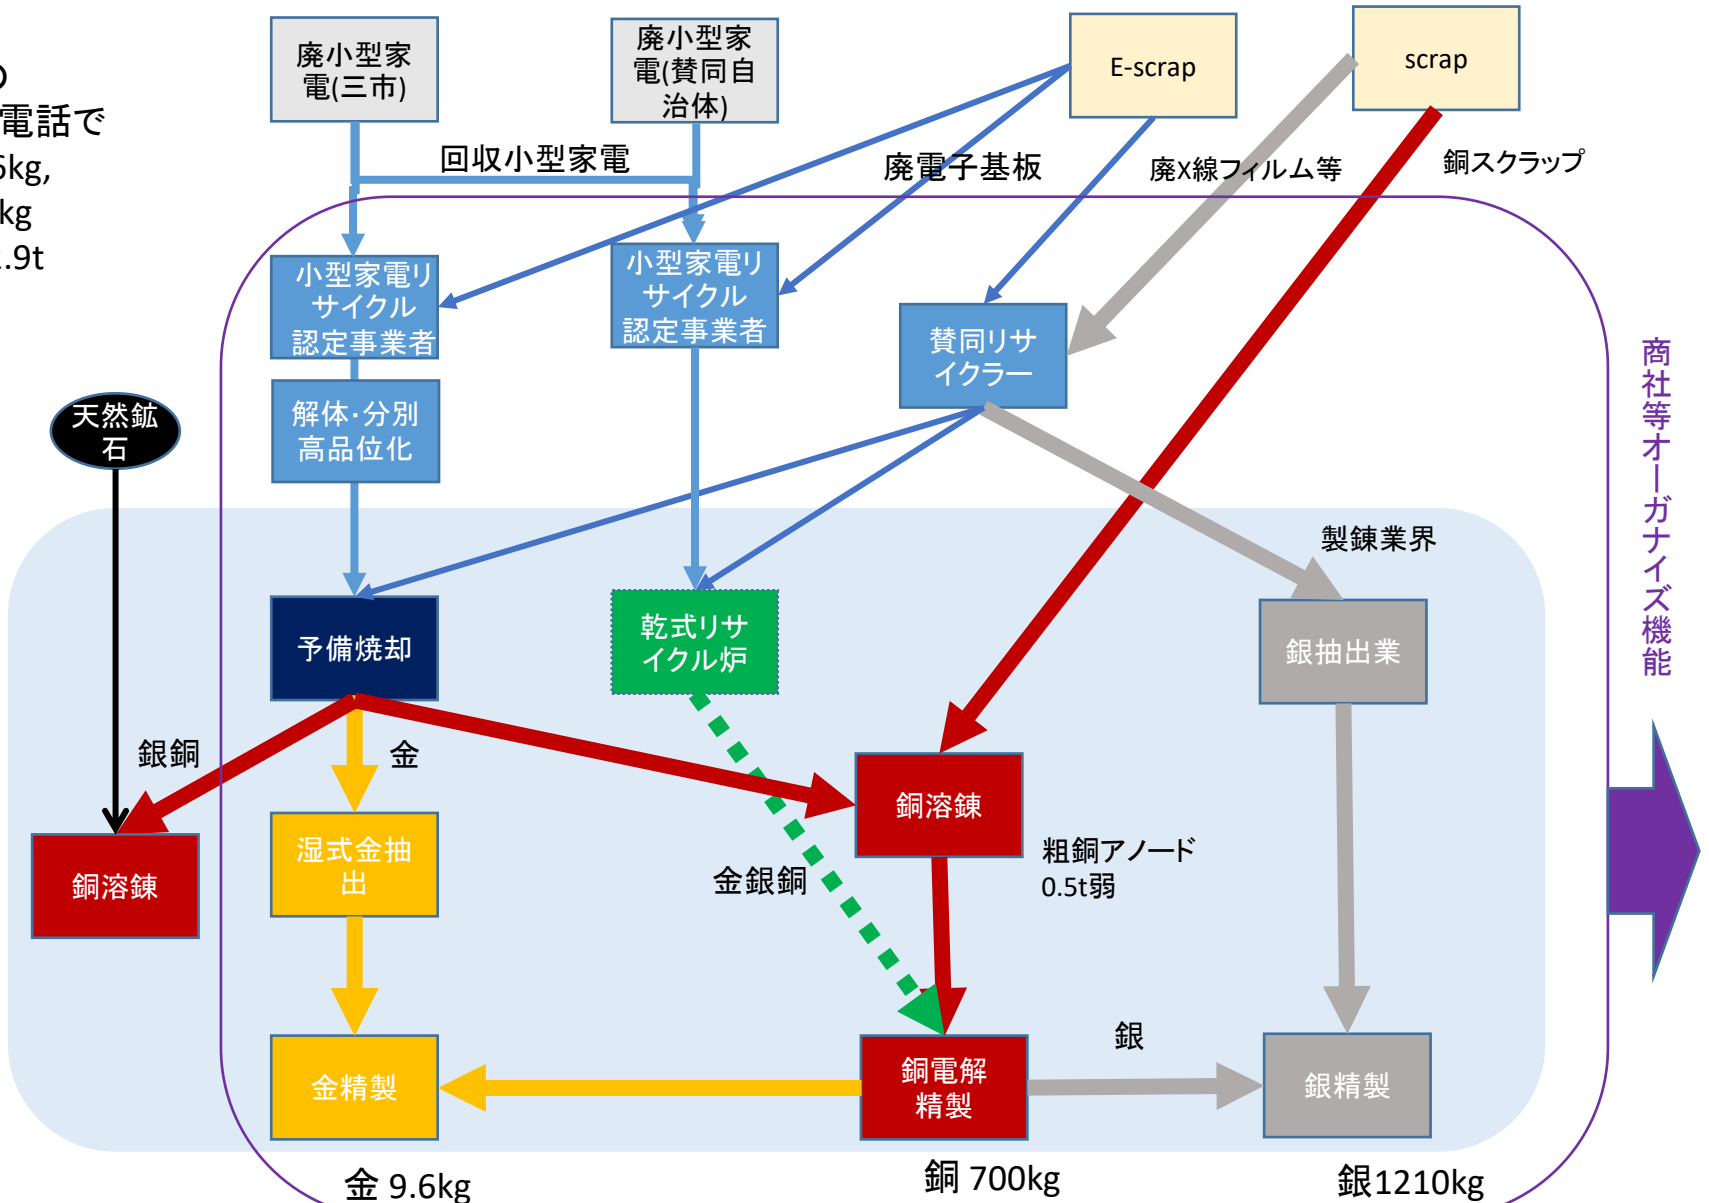 廃小型家
電(三市)
廃小型家
電(賛同自
治体)
E-scrap
scrap
の
電話で
6kg,
kg
.9t
回収小型家電
廃電子基板
廃X線フィルム等
銅スクラップ
小型家電リ
サイクル
認定事業者
小型家電リ
サイクル
認定事業者
賛同リサ
イクラー
商社等オーガナイズ機能
天然鉱
石
解体・分別
高品位化
製錬業界
予備焼却
乾式リサ
イクル炉
銀抽出業
銀銅
金
銅溶錬
湿式金抽
出
金銀銅
銅溶錬
粗銅アノード
0.5t弱
金精製
銅電解
精製
銀
銀精製
金 9.6kg
銅 700kg
銀1210kg